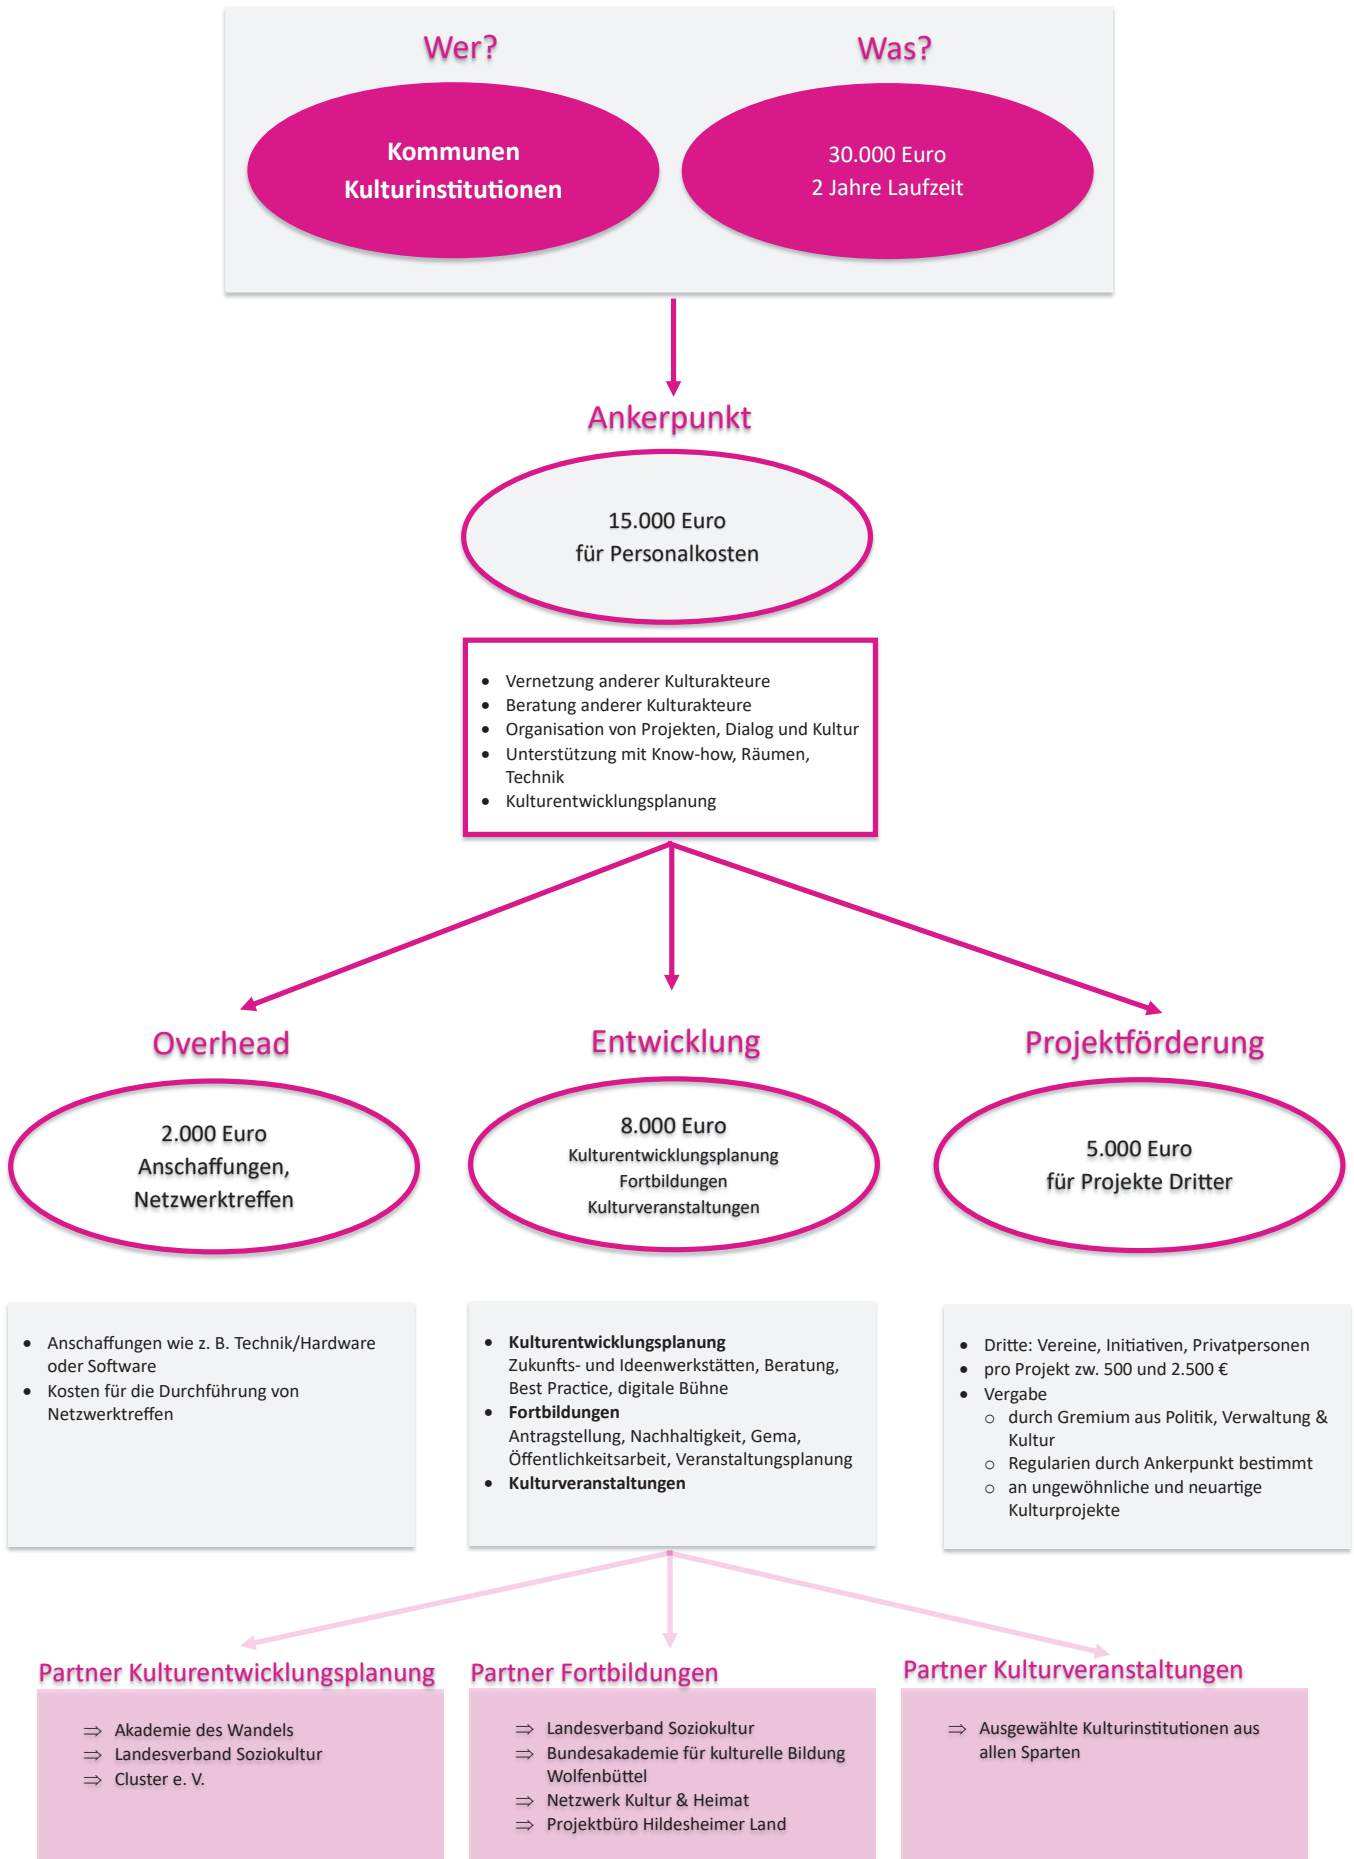 Wer?
Kommunen
Kulturinstitutionen
Was?
30.000 Euro
2 Jahre Laufzeit
Ankerpunkt
15.000 Euro
für Personalkosten
• Vernetzung anderer Kulturakteure
• Beratung anderer Kulturakteure
• Organisation von Projekten, Dialog und Kultur
• Unterstützung mit Know-how, Räumen,
Technik
• Kulturentwicklungsplanung
Overhead
2.000 Euro
Anschaffungen,
Netzwerktreffen
• Anschaffungen wie z. B. Technik/Hardware
oder Software
• Kosten für die Durchführung von
Netzwerktreffen
Entwicklung
8.000 Euro
Kulturentwicklungsplanung
Fortbildungen
Kulturveranstaltungen
• Kulturentwicklungsplanung
Zukunfts- und Ideenwerkstätten, Beratung,
Best Practice, digitale Bühne
• Fortbildungen
Antragstellung, Nachhaltigkeit, Gema,
Öffentlichkeitsarbeit, Veranstaltungsplanung
• Kulturveranstaltungen
Projektförderung
5.000 Euro
für Projekte Dritter
• Dritte: Vereine, Initiativen, Privatpersonen
• pro Projekt zw. 500 und 2.500 €
• Vergabe
o durch Gremium aus Politik, Verwaltung &
Kultur
o Regularien durch Ankerpunkt bestimmt
o an ungewöhnliche und neuartige
Kulturprojekte
Partner Kulturentwicklungsplanung
⇒ Akademie des Wandels
⇒ Landesverband Soziokultur
⇒ Cluster e. V.
Partner Fortbildungen
⇒ Landesverband Soziokultur
⇒ Bundesakademie für kulturelle Bildung
Wolfenbüttel
⇒ Netzwerk Kultur & Heimat
⇒ Projektbüro Hildesheimer Land
Partner Kulturveranstaltungen
⇒ Ausgewählte Kulturinstitutionen aus
allen Sparten